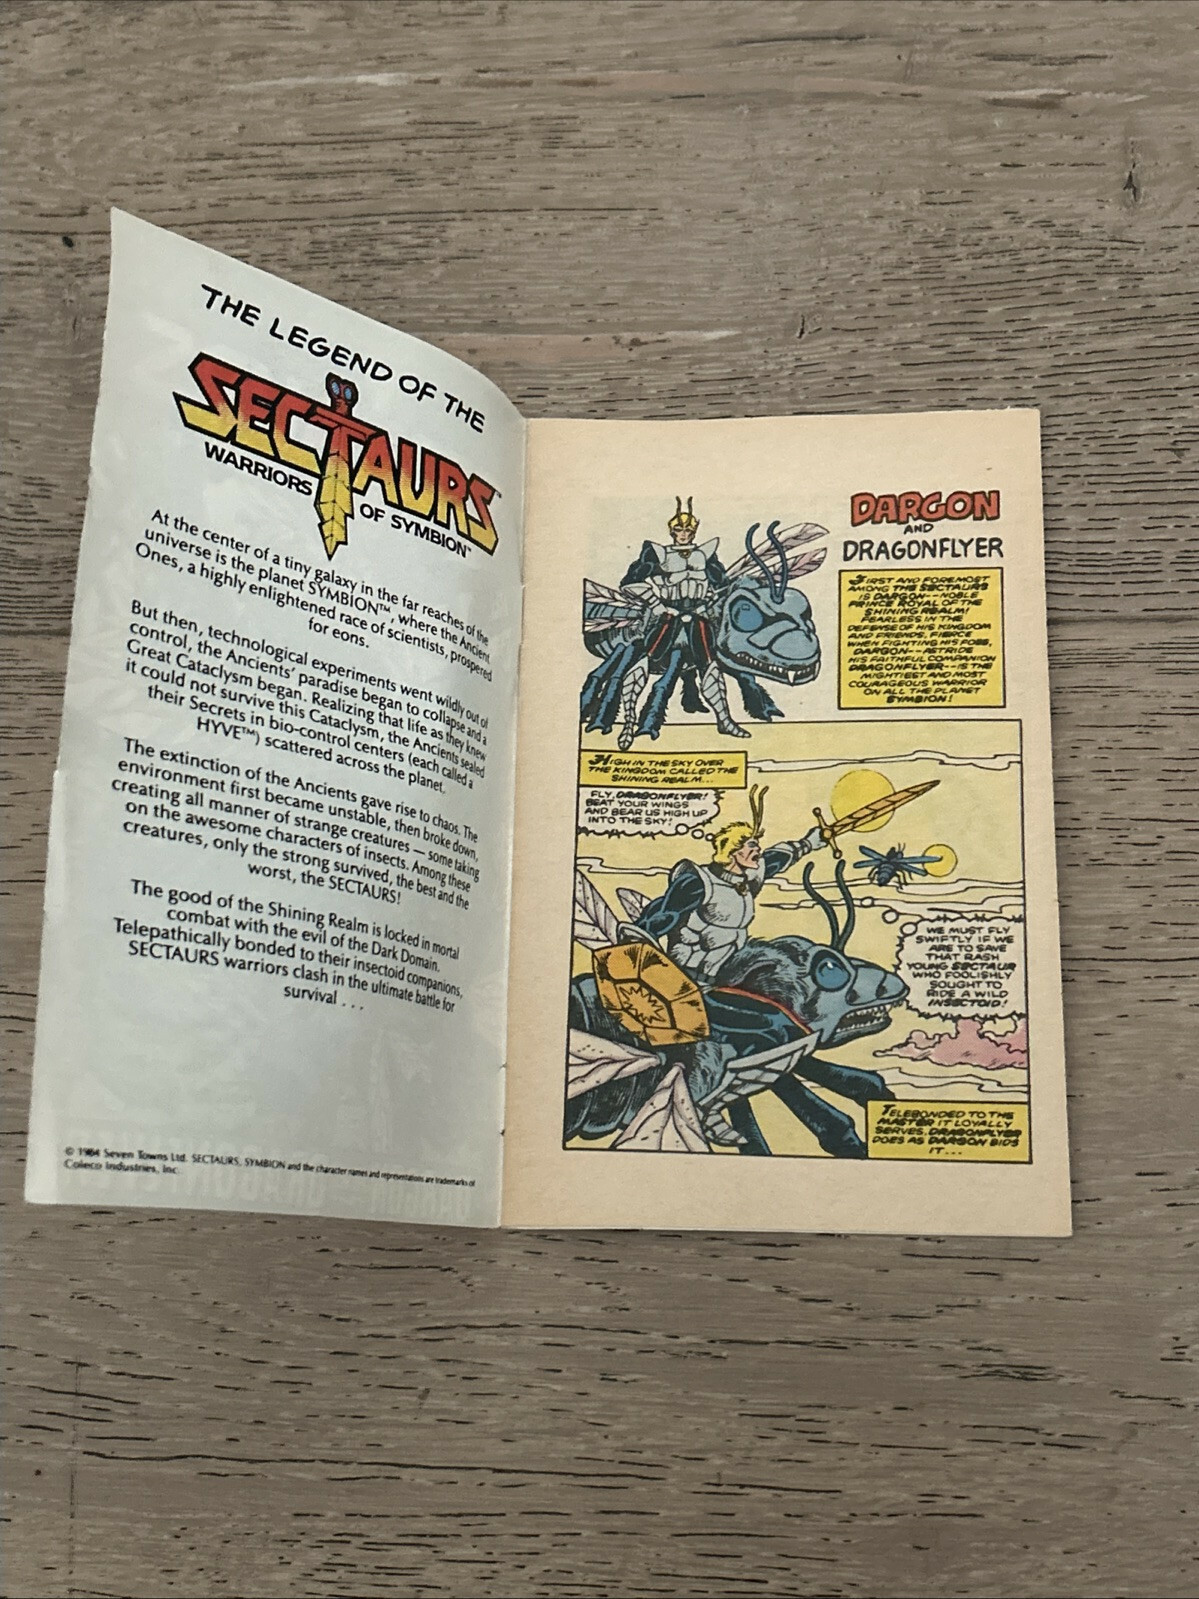 THE LEGEND OF THE
SECTAURS™
WARRIORS OF SYMBION™
At the center of a tiny galaxy in the far reaches of the
universe is the planet SYMBION™, where the Ancient
Ones, a highly enlightened race of scientists, prospered
for eons.
But then, technological experiments went wildly out of
control, the Ancients' paradise began to collapse and a
Great Cataclysm began. Realizing that life as they knew
it could not survive this Cataclysm, the Ancients sealed
their Secrets in bio-control centers (each called a
HYVE™) scattered across the planet.
The extinction of the Ancients gave rise to chaos. The
environment first became unstable, then broke down,
creating all manner of strange creatures — some taking
on the awesome characters of insects. Among these
creatures, only the strong survived, the best and the
worst, the SECTAURS!
The good of the Shining Realm is locked in mortal
combat with the evil of the Dark Domain.
Telepathically bonded to their insectoid companions,
SECTAURS warriors clash in the ultimate battle for
survival . . .
© 1984 Seven Towns Ltd. SECTAURS, SYMBION and the character names and representations are trademarks of
Coleco Industries, Inc.
DARGON
AND
DRAGONFLYER
FIRST AND FOREMOST
AMONG THE SECTAURS
IS DARGON--NOBLE
PRINCE ROYAL OF THE
SHINING REALM!
FEARLESS IN THE
DEFENSE OF HIS KINGDOM
AND FRIENDS, FIERCE
WHEN FIGHTING HIS FOES,
DARGON--ASTRIDE
HIS FAITHFUL COMPANION
DRAGONFLYER--IS THE
MIGHTIEST AND MOST
COURAGEOUS WARRIOR
ON ALL THE PLANET
SYMBION!
HIGH IN THE SKY OVER
THE KINGDOM CALLED THE
SHINING REALM...
FLY, DRAGONFLYER!
BEAT YOUR WINGS
AND BEAR US HIGH UP
INTO THE SKY!
WE MUST FLY
SWIFTLY IF WE
ARE TO SAVE
THAT RASH
YOUNG SECTAUR
WHO FOOLISHLY
SOUGHT TO
RIDE A WILD
INSECTOID!
TELEBONDED TO THE
MASTER IT LOYALLY
SERVES, DRAGONFLYER
DOES AS DARGON BIDS
IT...